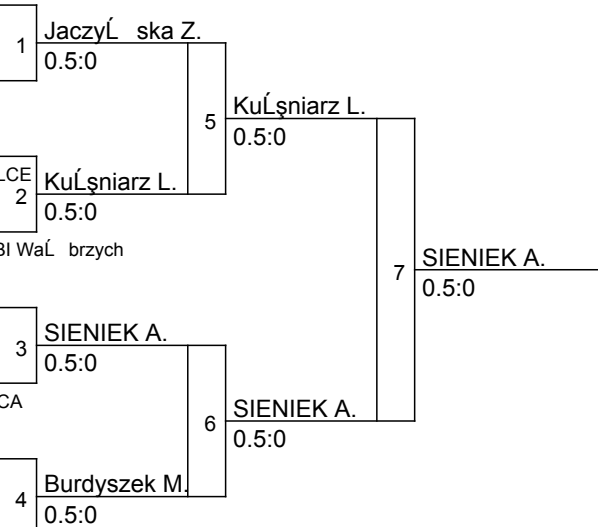 1
JaczyĹ ska Z.
0.5:0
5
KuĹşniarz L.
0.5:0
LCE
2
KuĹşniarz L.
0.5:0
BI WaĹ brzych
7
SIENIEK A.
0.5:0
3
SIENIEK A.
0.5:0
CA
6
SIENIEK A.
0.5:0
4
Burdyszek M.
0.5:0